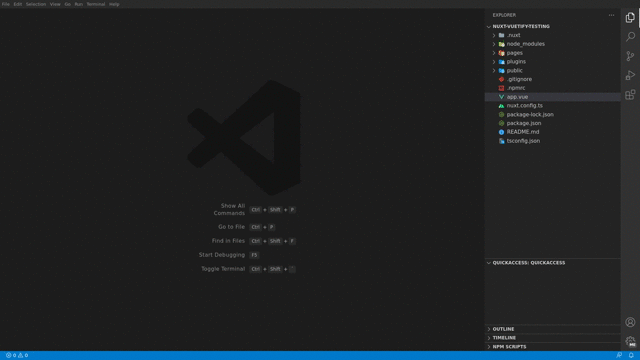 File Edit Selection View Go Run Terminal Help
EXPLORER
NUXT-VUETIFY-TESTING
.nuxt
node_modules
pages
plugins
public
.gitignore
.npmrc
app.vue
nuxt.config.ts
package-lock.json
package.json
README.md
tsconfig.json
Show All Commands Ctrl + Shift + P
Go to File Ctrl + P
Find in Files Ctrl + Shift + F
Start Debugging F5
Toggle Terminal Ctrl + Shift + `
QUICKACCESS: QUICKACCESS
OUTLINE
TIMELINE
NPM SCRIPTS
0 0